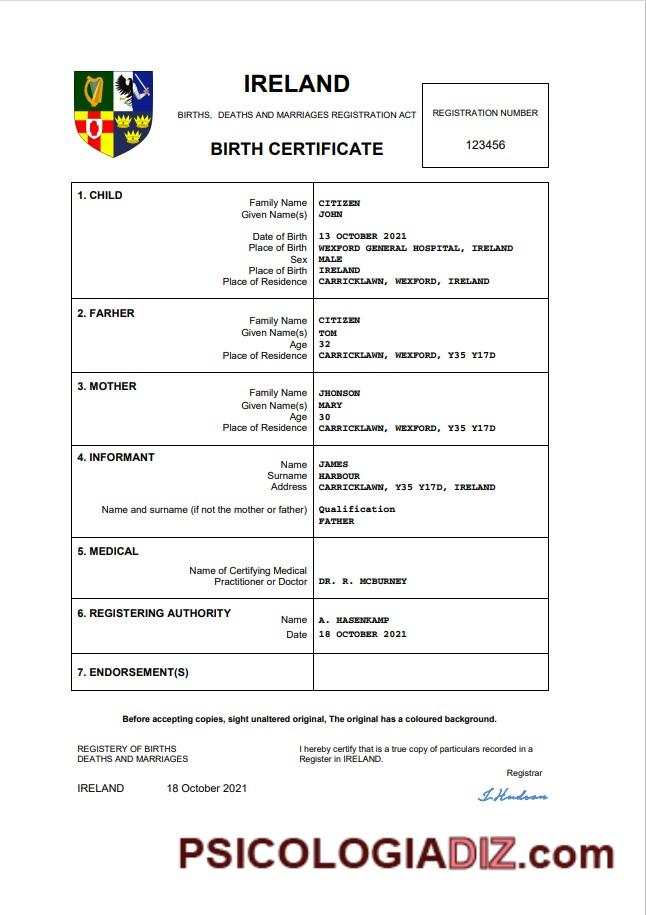 IRELAND
BIRTHS, DEATHS AND MARRIAGES REGISTRATION ACT
BIRTH CERTIFICATE
REGISTRATION NUMBER
123456
1. CHILD
Family Name CITIZEN
Given Name(s) JOHN
Date of Birth 13 OCTOBER 2021
Place of Birth WEXFORD GENERAL HOSPITAL, IRELAND
Sex MALE
Place of Birth IRELAND
Place of Residence CARRICKLAWN, WEXFORD, IRELAND
2. FARHER
Family Name CITIZEN
Given Name(s) TOM
Age 32
Place of Residence CARRICKLAWN, WEXFORD, Y35 Y17D
3. MOTHER
Family Name JHONSON
Given Name(s) MARY
Age 30
Place of Residence CARRICKLAWN, WEXFORD, Y35 Y17D
4. INFORMANT
Name JAMES
Surname HARBOUR
Address CARRICKLAWN, Y35 Y17D, IRELAND
Name and surname (if not the mother or father) Qualification
FATHER
5. MEDICAL
Name of Certifying Medical
Practitioner or Doctor DR. R. MCBURNEY
6. REGISTERING AUTHORITY
Name A. HASENKAMP
Date 18 OCTOBER 2021
7. ENDORSEMENT(S)
Before accepting copies, sight unaltered original, The original has a coloured background.
REGISTERY OF BIRTHS
DEATHS AND MARRIAGES
I hereby certify that is a true copy of particulars recorded in a
Register in IRELAND.
Registrar
IRELAND 18 October 2021
J. Hudson
PSICOLOGIADIZ.com